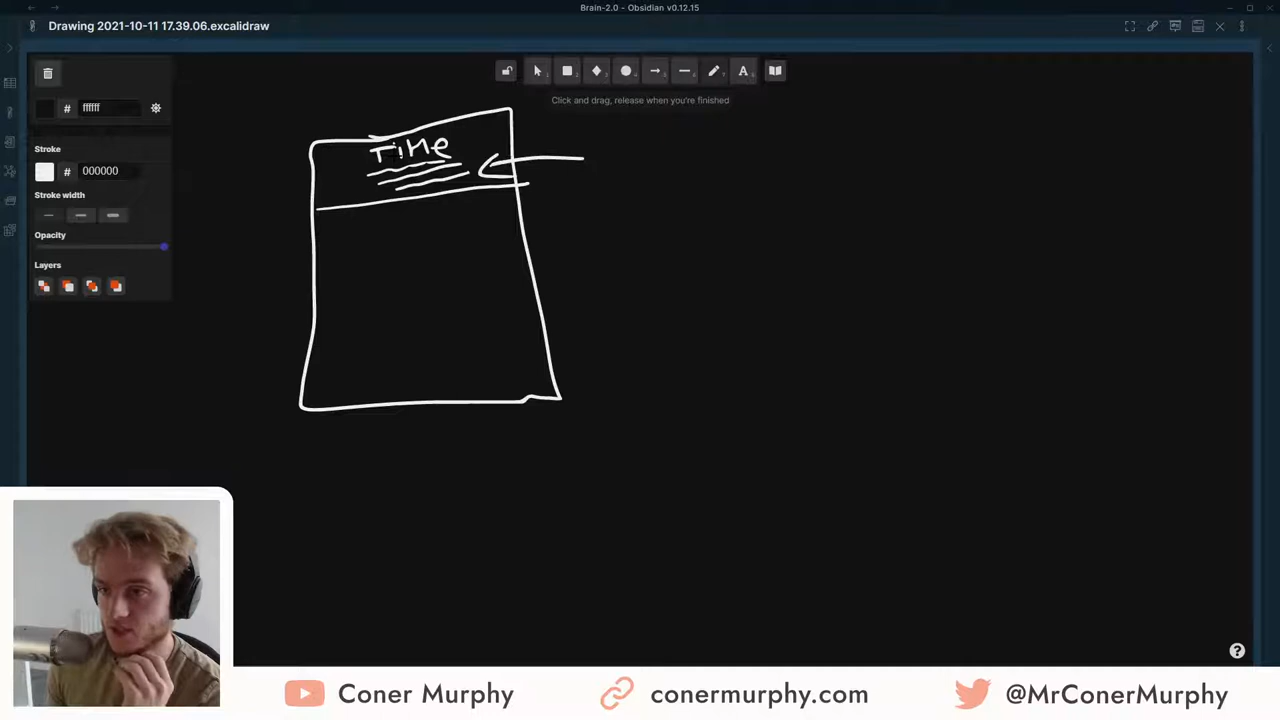 Brain-2.0 - Obsidian v0.12.15
Drawing 2021-10-11 17.39.06.excalidraw
# ffffff
Click and drag, release when you're finished
Stroke
# 000000
Stroke width
Opacity
Layers
Coner Murphy
conermurphy.com
@MrConerMurphy